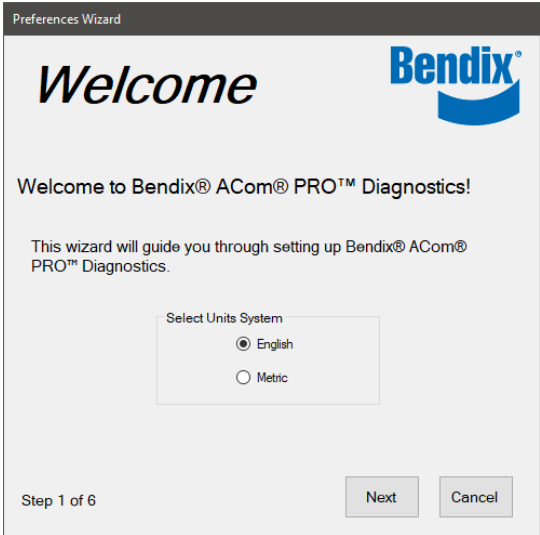 Preferences Wizard
Welcome
Bendix®
Welcome to Bendix® ACom® PRO™ Diagnostics!
This wizard will guide you through setting up Bendix® ACom®
PRO™ Diagnostics.
Select Units System
English
Metric
Step 1 of 6
Next
Cancel